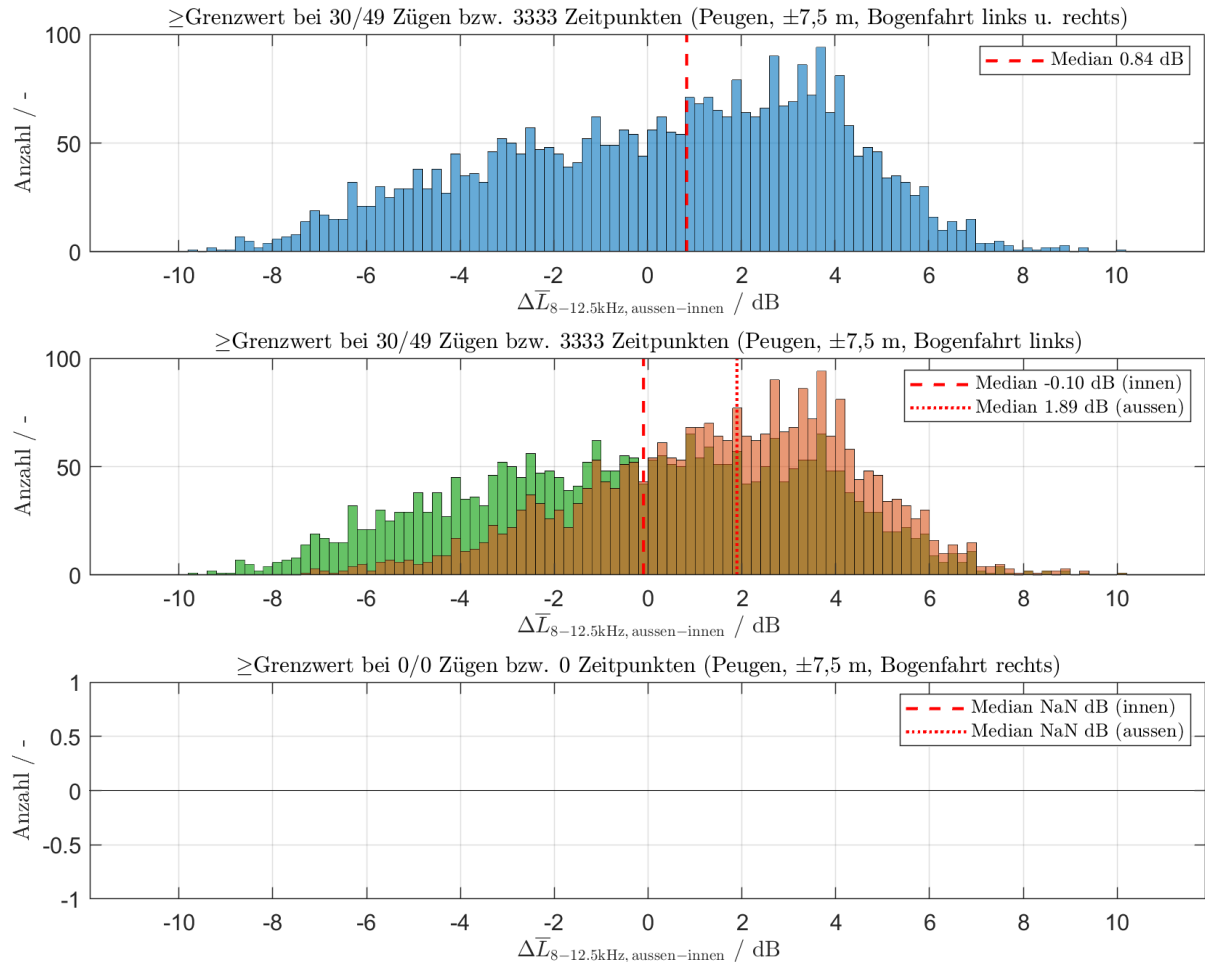 ≥Grenzwert bei 30/49 Zügen bzw. 3333 Zeitpunkten (Peugen, ±7,5 m, Bogenfahrt links u. rechts)
100
50
0
Anzahl / -
Median 0.84 dB
-10 -8 -6 -4 -2 0 2 4 6 8 10
ΔL̅8−12.5kHz, aussen−innen / dB
≥Grenzwert bei 30/49 Zügen bzw. 3333 Zeitpunkten (Peugen, ±7,5 m, Bogenfahrt links)
100
50
0
Anzahl / -
Median -0.10 dB (innen)
Median 1.89 dB (aussen)
-10 -8 -6 -4 -2 0 2 4 6 8 10
ΔL̅8−12.5kHz, aussen−innen / dB
≥Grenzwert bei 0/0 Zügen bzw. 0 Zeitpunkten (Peugen, ±7,5 m, Bogenfahrt rechts)
1
0.5
0
-0.5
-1
Anzahl / -
Median NaN dB (innen)
Median NaN dB (aussen)
-10 -8 -6 -4 -2 0 2 4 6 8 10
ΔL̅8−12.5kHz, aussen−innen / dB